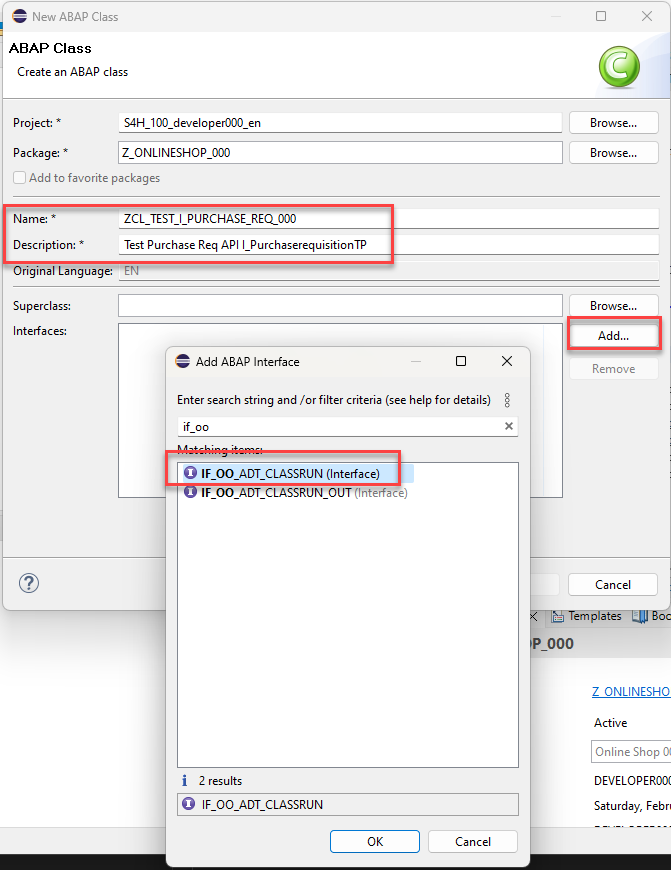 New ABAP Class
ABAP Class
Create an ABAP class
Project: * S4H_100_developer000_en Browse...
Package: * Z_ONLINESHOP_000 Browse...
Add to favorite packages
Name: * ZCL_TEST_I_PURCHASE_REQ_000
Description: * Test Purchase Req API I_PurchaserequisitionTP
Original Language: EN
Superclass: Browse...
Interfaces: Add...
Remove
Add ABAP Interface
Enter search string and /or filter criteria (see help for details)
if_oo
Matching items:
IF_OO_ADT_CLASSRUN (Interface)
IF_OO_ADT_CLASSRUN_OUT (Interface)
Cancel
Templates Boo
OP_000
Z_ONLINESHO
Active
Online Shop 00
DEVELOPER000
Saturday, Febru
2 results
IF_OO_ADT_CLASSRUN
OK Cancel